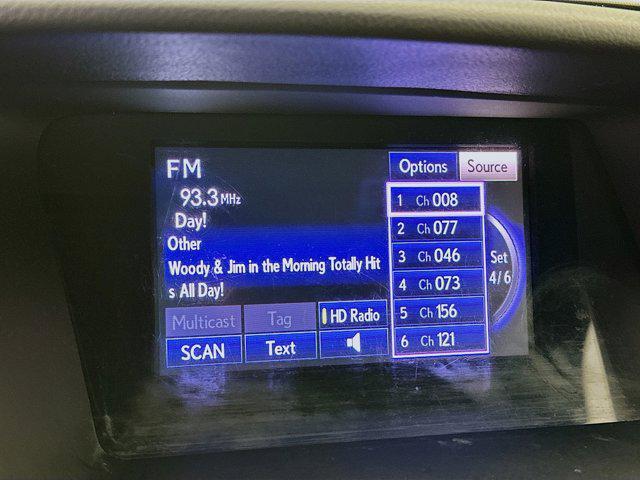 FM
Options
Source
93.3 MHz
Day!
Other
Woody & Jim in the Morning Totally Hit
s All Day!
1 Ch 008
2 Ch 077
3 Ch 046
4 Ch 073
5 Ch 156
6 Ch 121
Set
4/6
Multicast
Tag
HD Radio
SCAN
Text